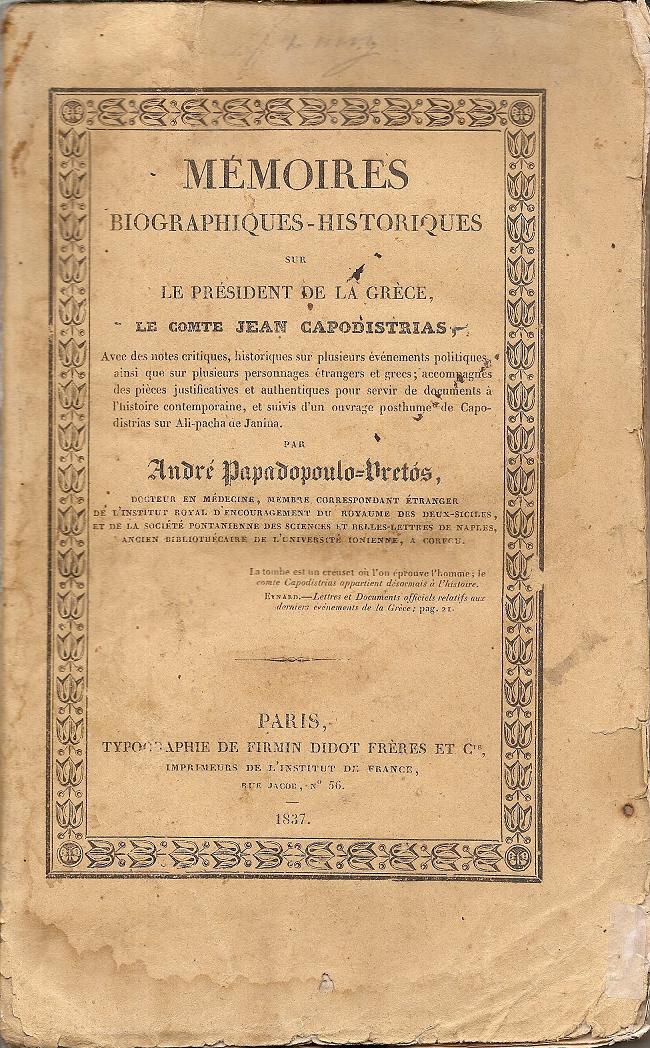 MÉMOIRES
BIOGRAPHIQUES-HISTORIQUES
SUR
LE PRÉSIDENT DE LA GRÈCE,
LE COMTE JEAN CAPODISTRIAS,
Avec des notes critiques, historiques sur plusieurs événements politiques,
ainsi que sur plusieurs personnages étrangers et grecs; accompagnés
des pièces justificatives et authentiques pour servir de documents à
l'histoire contemporaine, et suivis d'un ouvrage posthume de Capo-
distrias sur Ali-pacha de Janina.
PAR
André Papadopoulo-Vretós,
DOCTEUR EN MÉDECINE, MEMBRE CORRESPONDANT ÉTRANGER
DE L'INSTITUT ROYAL D'ENCOURAGEMENT DU ROYAUME DES DEUX-SICILES,
ET DE LA SOCIÉTÉ PONTANIENNE DES SCIENCES ET BELLES-LETTRES DE NAPLES,
ANCIEN BIBLIOTHÉCAIRE DE L'UNIVERSITÉ IONIENNE, A CORFOU.
La tombe est un creuset où l'on éprouve l'homme; le
comte Capodistrias appartient désormais à l'histoire.
EYNARD.—Lettres et Documents officiels relatifs aux
derniers événements de la Grèce; pag. 21.
PARIS,
TYPOGRAPHIE DE FIRMIN DIDOT FRÈRES ET Cie,
IMPRIMEURS DE L'INSTITUT DE FRANCE,
RUE JACOB, N° 56.
1837.